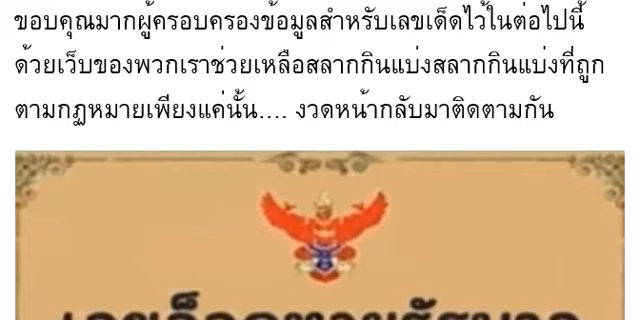 ขอบคุณมากผู้ครอบครองข้อมูลสำหรับเลขเด็ดไว้ในต่อไปนี้
ด้วยเว็บของพวกเราช่วยเหลือสลากกินแบ่งสลากกินแบ่งที่ถูก
ตามกฏหมายเพียงแค่นั้น.... งวดหน้ากลับมาติดตามกัน